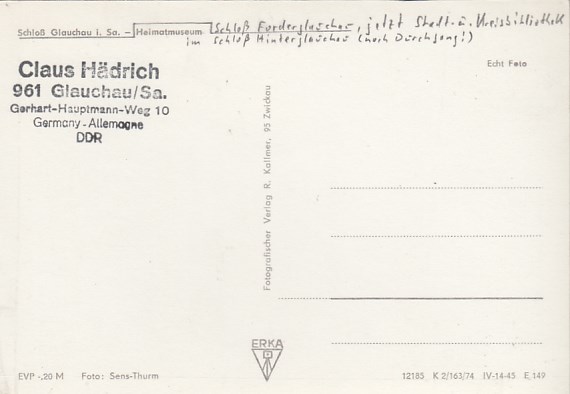 Schloß Glauchau i. Sa. – Heimatmuseum Schloß Forderglauchau, jetzt Stadt- u. Kreisbibliothek
im Schloß Hinterglauchau (nach Durchgang!)
Echt Foto
Claus Hädrich
961 Glauchau/Sa.
Gerhart-Hauptmann-Weg 10
Germany-Allemagne
DDR
Fotografischer Verlag R. Kallmer, 95 Zwickau
ERKA
EVP -,20 M Foto: Sens-Thurm
12185 K 2/163/74 IV-14-45 E, 149